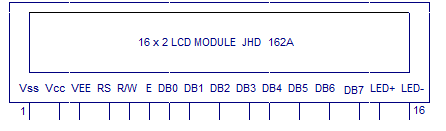 16 x 2 LCD MODULE JHD 162A
Vss Vcc VEE RS R/W E DB0 DB1 DB2 DB3 DB4 DB5 DB6 DB7 LED+ LED-
1 16